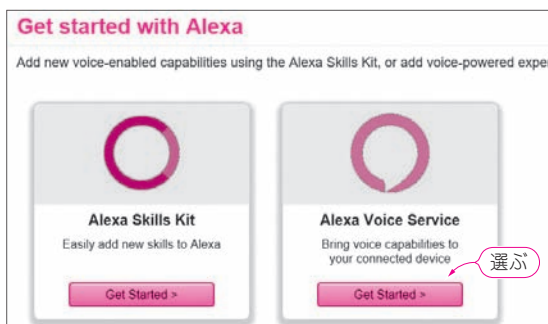 Get started with Alexa
Add new voice-enabled capabilities using the Alexa Skills Kit, or add voice-powered expe
Alexa Skills Kit
Easily add new skills to Alexa
Get Started >
Alexa Voice Service
Bring voice capabilities to
your connected device
選ぶ
Get Started >